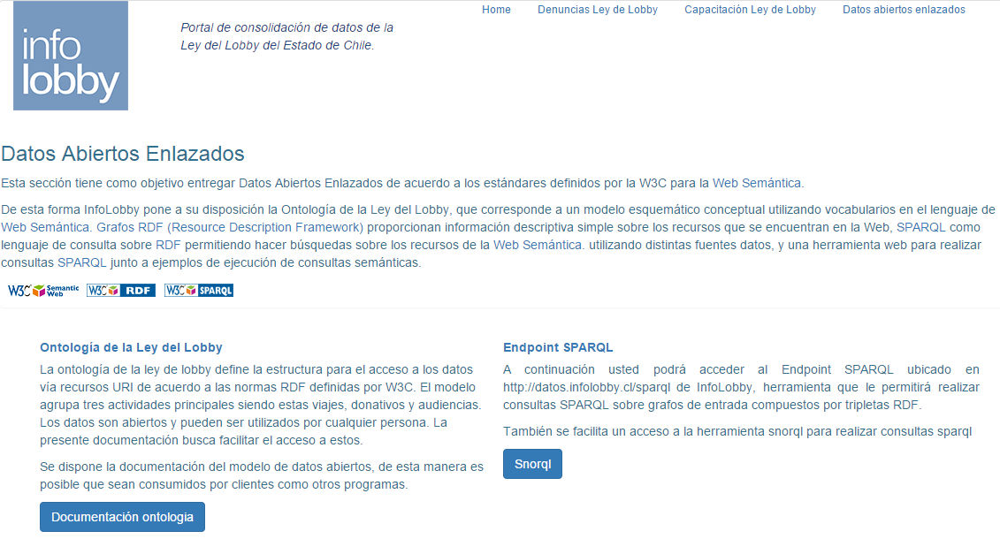 info
lobby
Portal de consolidación de datos de la
Ley del Lobby del Estado de Chile.
Home Denuncias Ley de Lobby Capacitación Ley de Lobby Datos abiertos enlazados
Datos Abiertos Enlazados
Esta sección tiene como objetivo entregar Datos Abiertos Enlazados de acuerdo a los estándares definidos por la W3C para la Web Semántica.
De esta forma InfoLobby pone a su disposición la Ontología de la Ley del Lobby, que corresponde a un modelo esquemático conceptual utilizando vocabularios en el lenguaje de
Web Semántica. Grafos RDF (Resource Description Framework) proporcionan información descriptiva simple sobre los recursos que se encuentran en la Web, SPARQL como
lenguaje de consulta sobre RDF permitiendo hacer búsquedas sobre los recursos de la Web Semántica. utilizando distintas fuentes datos, y una herramienta web para realizar
consultas SPARQL junto a ejemplos de ejecución de consultas semánticas.
W3C Semantic Web W3C RDF W3C SPARQL
Ontología de la Ley del Lobby
La ontología de la ley de lobby define la estructura para el acceso a los datos
vía recursos URI de acuerdo a las normas RDF definidas por W3C. El modelo
agrupa tres actividades principales siendo estas viajes, donativos y audiencias.
Los datos son abiertos y pueden ser utilizados por cualquier persona. La
presente documentación busca facilitar el acceso a estos.
Se dispone la documentación del modelo de datos abiertos, de esta manera es
posible que sean consumidos por clientes como otros programas.
Documentación ontologia
Endpoint SPARQL
A continuación usted podrá acceder al Endpoint SPARQL ubicado en
http://datos.infolobby.cl/sparql de InfoLobby, herramienta que le permitirá realizar
consultas SPARQL sobre grafos de entrada compuestos por tripletas RDF.
También se facilita un acceso a la herramienta snorql para realizar consultas sparql
Snorql